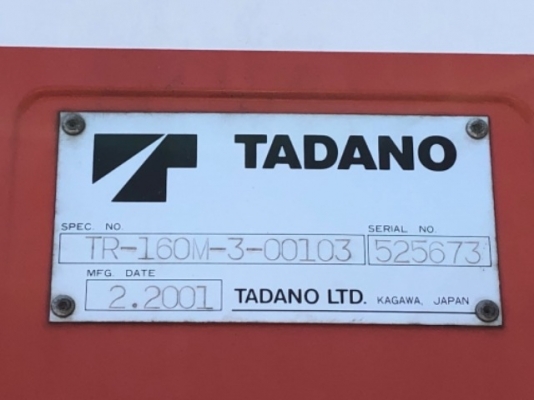 TADANO
SPEC. NO. SERIAL NO.
TR-160M-3-00103 525673
MFG. DATE
2.2001 TADANO LTD. KAGAWA, JAPAN